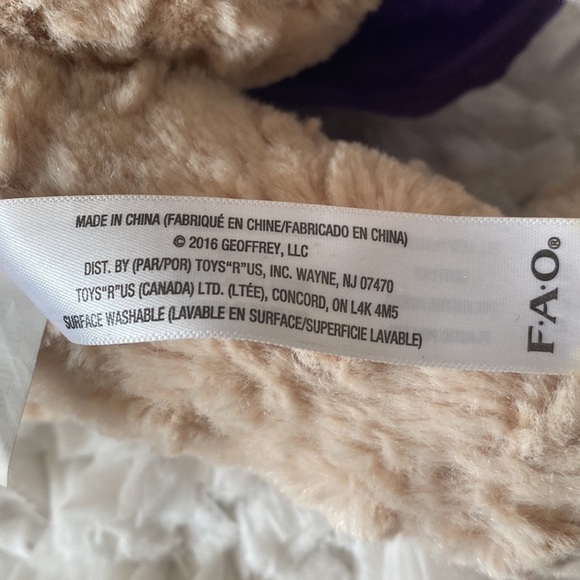 MADE IN CHINA (FABRIQUÉ EN CHINE/FABRICADO EN CHINA)
© 2016 GEOFFREY, LLC
DIST. BY (PAR/POR) TOYS"R"US, INC. WAYNE, NJ 07470
TOYS"R"US (CANADA) LTD. (LTÉE), CONCORD, ON L4K 4M5
SURFACE WASHABLE (LAVABLE EN SURFACE/SUPERFICIE LAVABLE)
F·A·O®